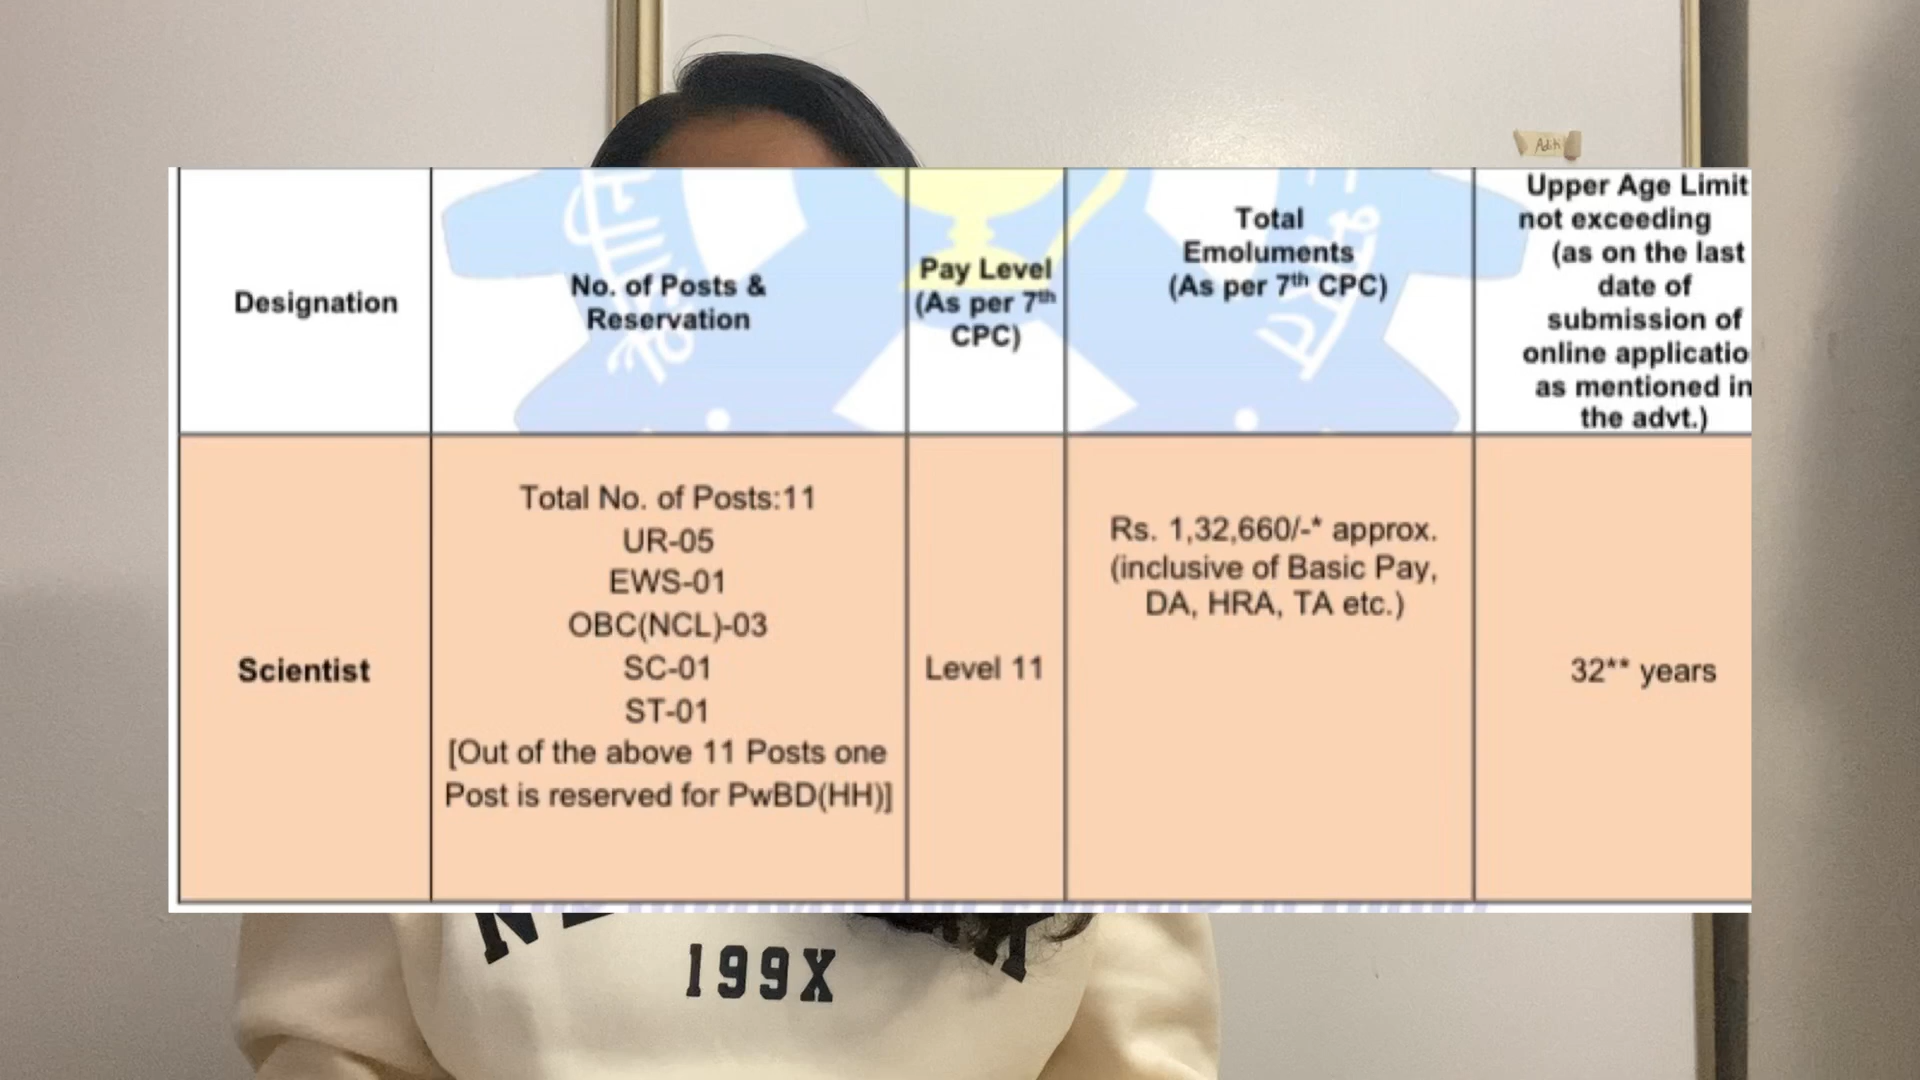 Adih
Designation
No. of Posts &
Reservation
Pay Level
(As per 7th
CPC)
Total
Emoluments
(As per 7th CPC)
Upper Age Limit
not exceeding
(as on the last
date of
submission of
online applicatio
as mentioned in
the advt.)
Scientist
Total No. of Posts:11
UR-05
EWS-01
OBC(NCL)-03
SC-01
ST-01
[Out of the above 11 Posts one
Post is reserved for PwBD(HH)]
Level 11
Rs. 1,32,660/-* approx.
(inclusive of Basic Pay,
DA, HRA, TA etc.)
32** years
199X